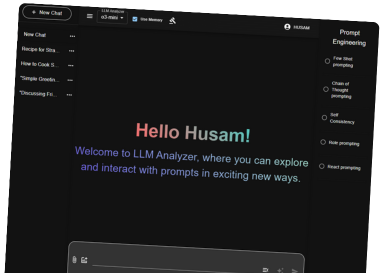 + New Chat
LLM Analyzer
o3-mini
Use Memory
HUSAM
Prompt
Engineering
New Chat
Recipe for Stra...
How to Cook S...
"Simple Greetin...
"Discussing Fri...
Few Shot
prompting
Chain of
Thought
prompting
Self
Consistency
Role prompting
React prompting
Hello Husam!
Welcome to LLM Analyzer, where you can explore
and interact with prompts in exciting new ways.